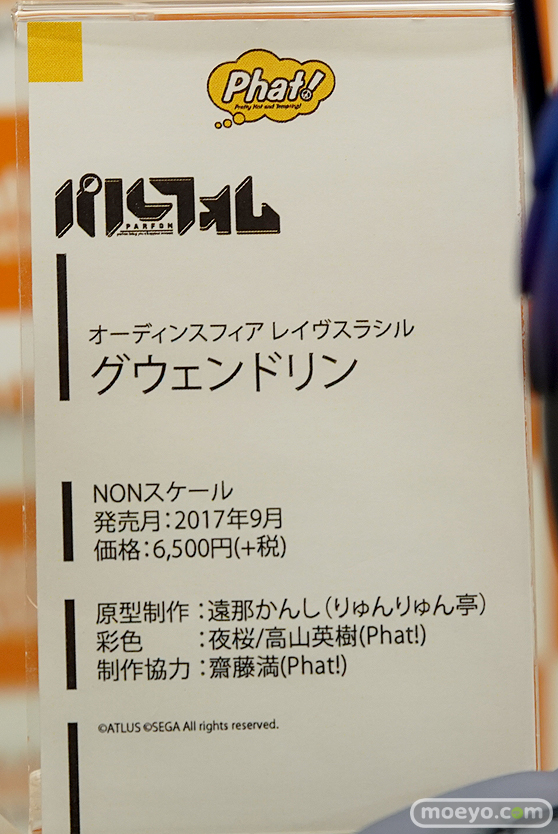 Phat!
Pretty Hot and Tempting!
パルフォム
PARFOM
オーディンスフィア レイヴスラシル
グウェンドリン
NONスケール
発売月：2017年9月
価格：6,500円(+税)
原型制作：遠那かんし（りゅんりゅん亭）
彩色　　：夜桜/高山英樹(Phat!)
制作協力：齋藤満(Phat!)
©ATLUS ©SEGA All rights reserved.
moeyo.com